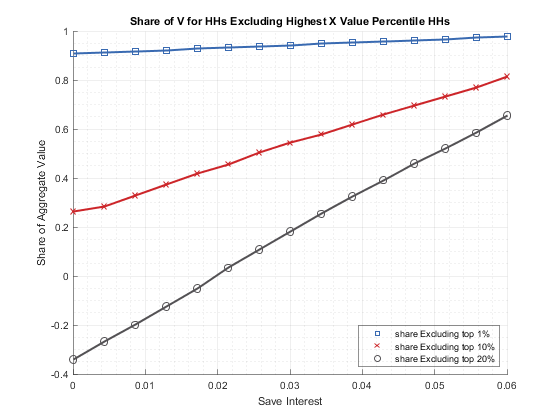 Share of V for HHs Excluding Highest X Value Percentile HHs
Share of Aggregate Value
1
0.8
0.6
0.4
0.2
0
-0.2
-0.4
share Excluding top 1%
share Excluding top 10%
share Excluding top 20%
0 0.01 0.02 0.03 0.04 0.05 0.06
Save Interest